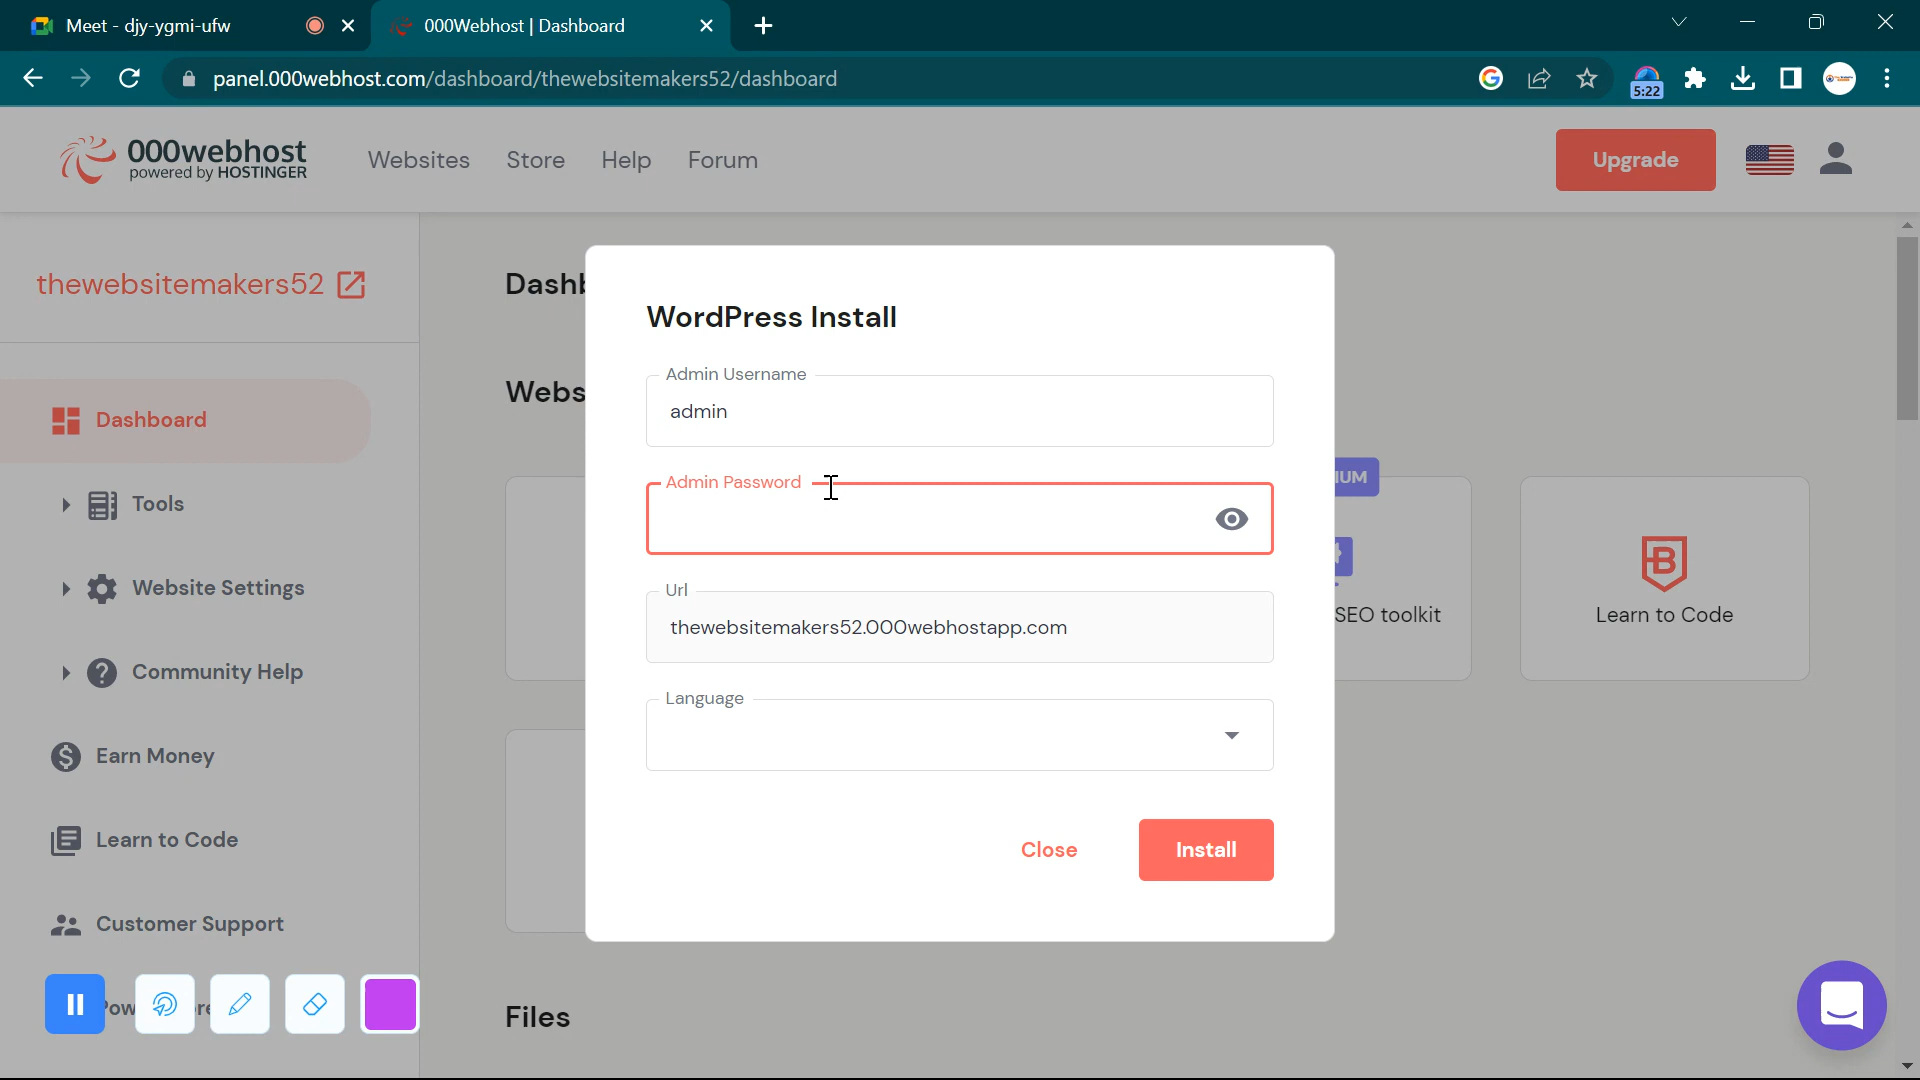 Meet - djy-ygmi-ufw
000Webhost | Dashboard
panel.000webhost.com/dashboard/thewebsitemakers52/dashboard
5:22
000webhost
powered by HOSTINGER
Websites
Store
Help
Forum
Upgrade
thewebsitemakers52
Dashboard
Tools
Website Settings
Community Help
Earn Money
Learn to Code
Customer Support
Dashb
Webs
WordPress Install
Admin Username
admin
Admin Password
Url
thewebsitemakers52.000webhostapp.com
Language
Close
Install
IUM
SEO toolkit
Learn to Code
Files